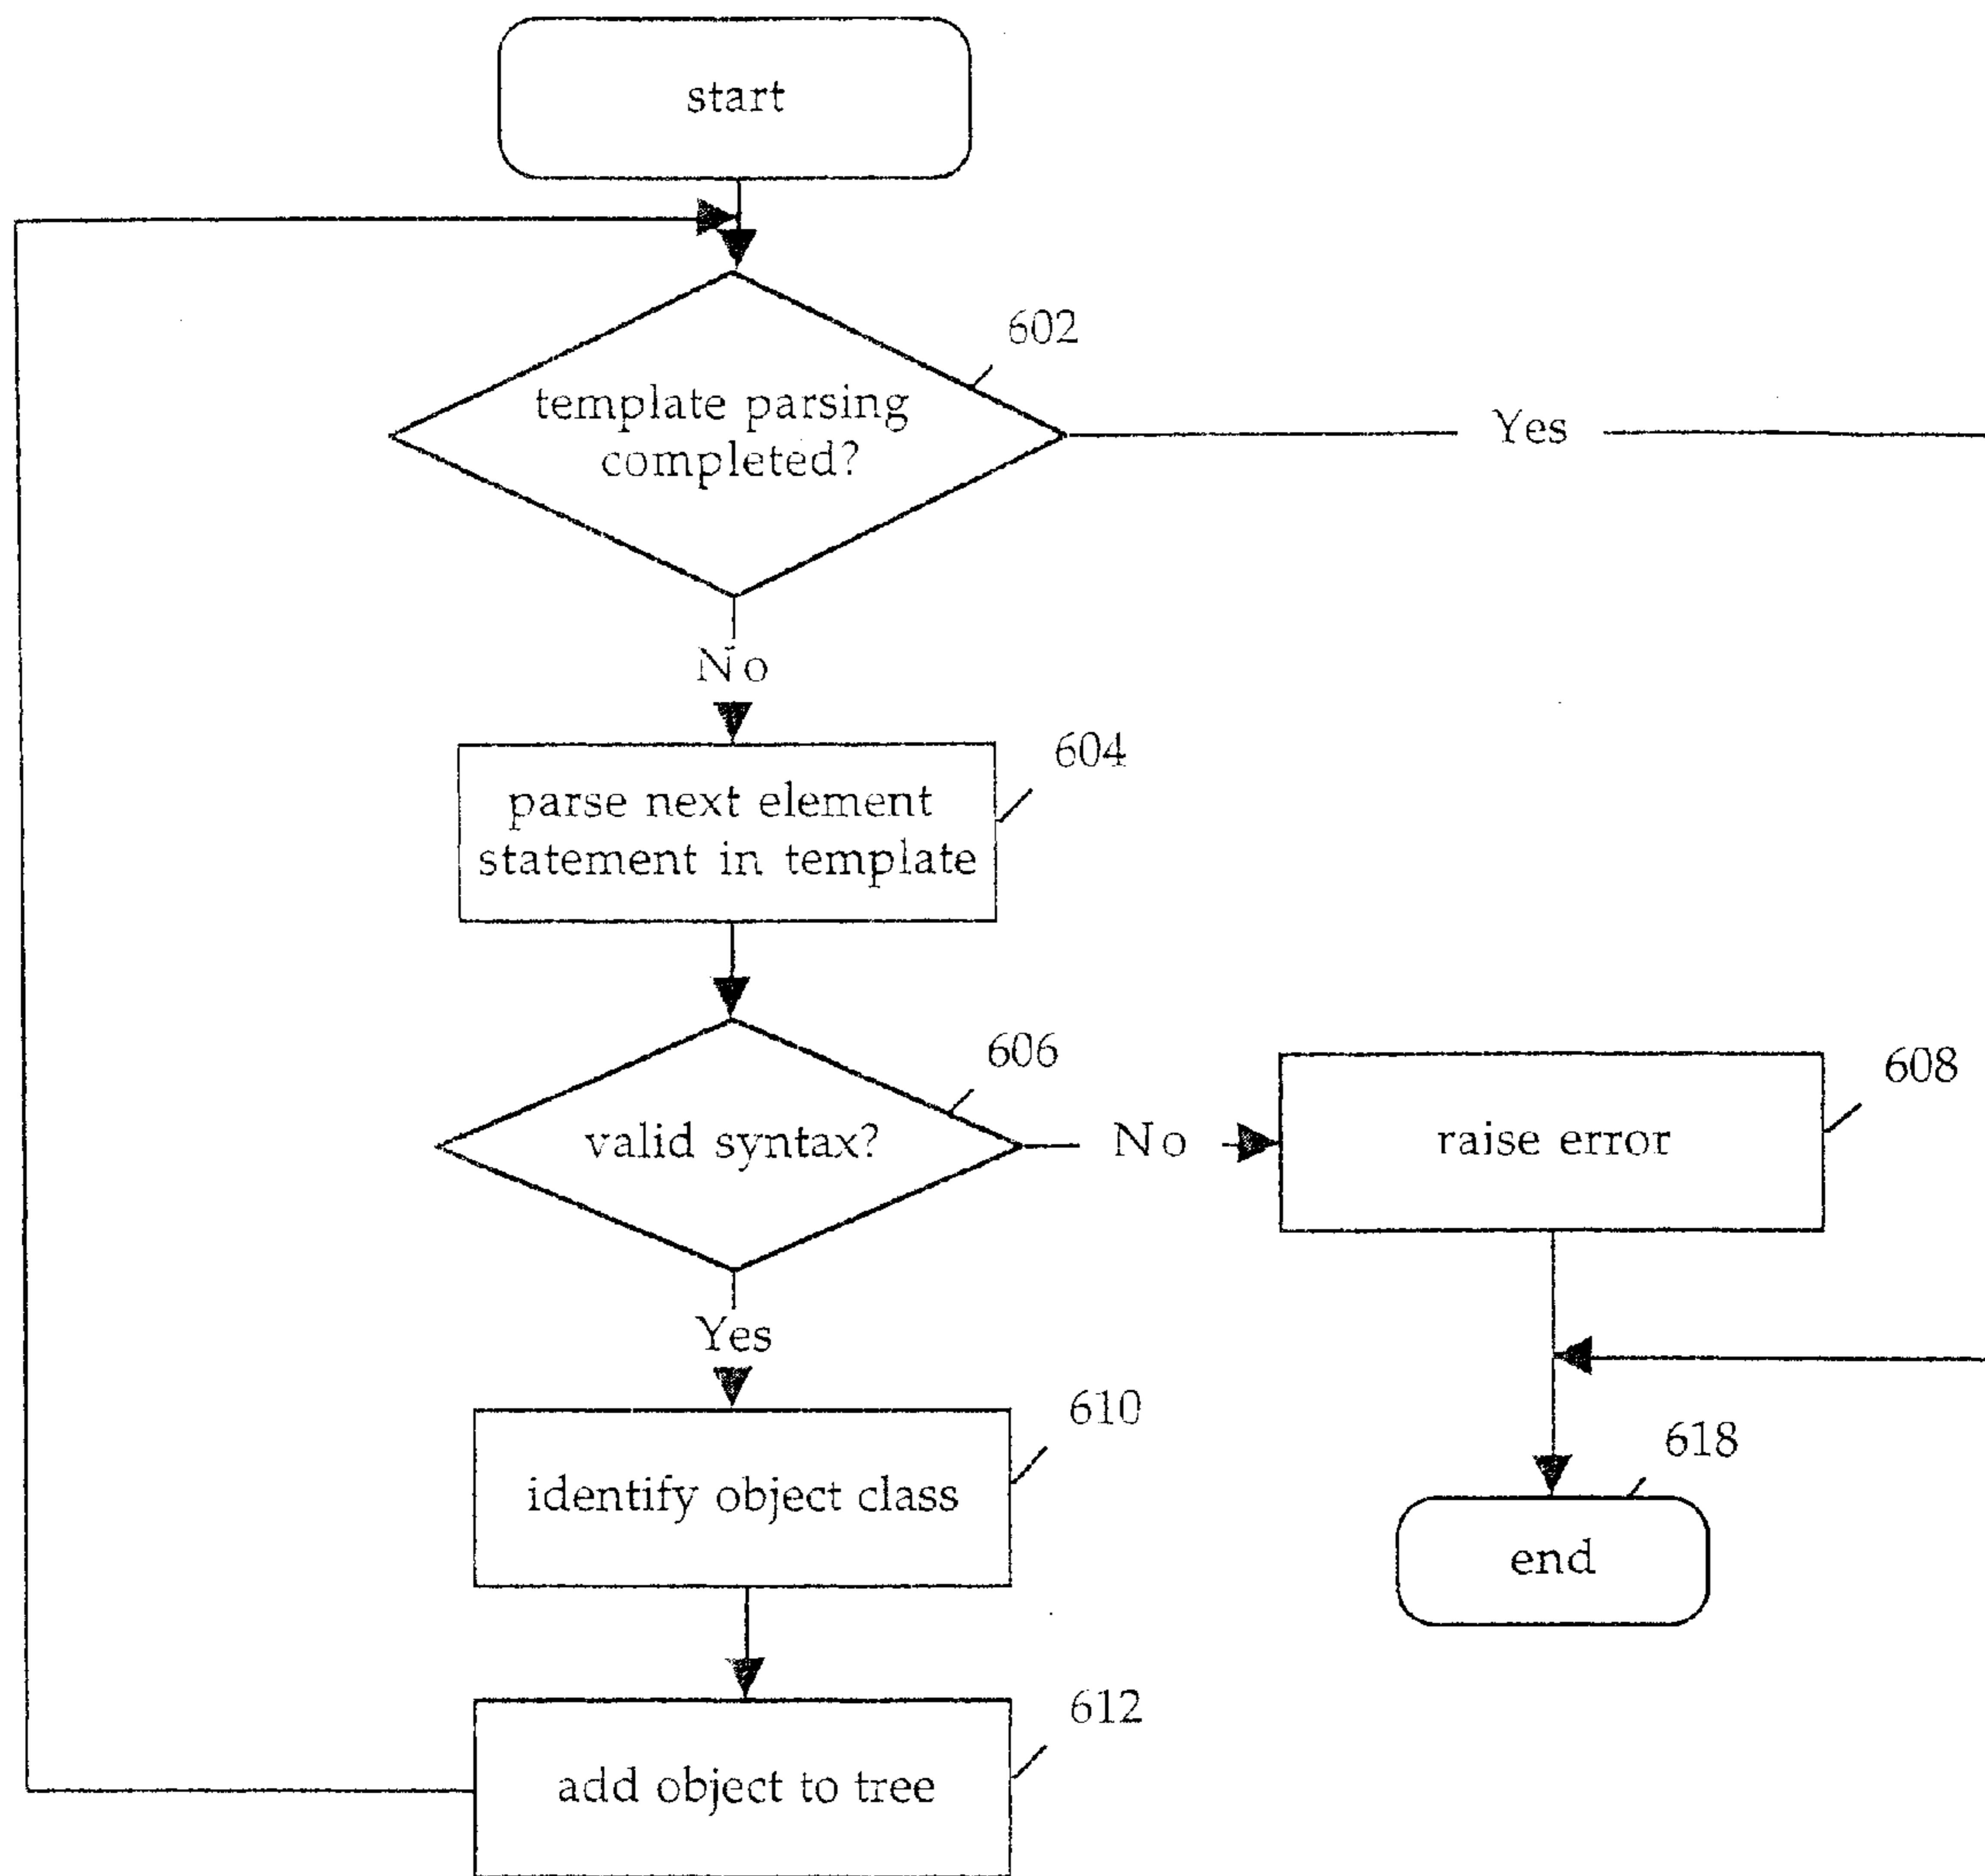 start
602
template parsing
completed?
Yes
No
604
parse next element
statement in template
606
valid syntax?
No
608
raise error
Yes
610
identify object class
618
end
612
add object to tree